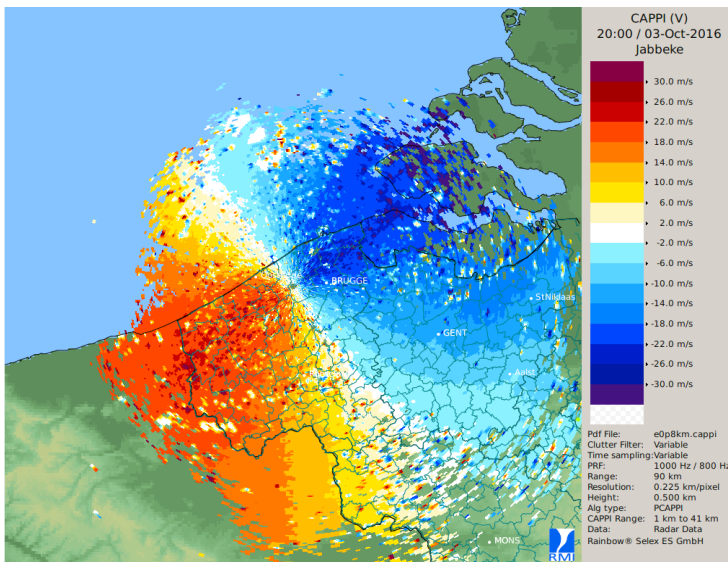 CAPPI (V)
20:00 / 03-Oct-2016
Jabbeke
30.0 m/s
26.0 m/s
22.0 m/s
18.0 m/s
14.0 m/s
10.0 m/s
6.0 m/s
2.0 m/s
-2.0 m/s
-6.0 m/s
-10.0 m/s
-14.0 m/s
-18.0 m/s
-22.0 m/s
-26.0 m/s
-30.0 m/s
BRUGGE
StNiklaas
GENT
Aalst
MONS
RMI
Pdf File: e0p8km.cappi
Clutter Filter: Variable
Time sampling:Variable
PRF: 1000 Hz / 800 Hz
Range: 90 km
Resolution: 0.225 km/pixel
Height: 0.500 km
Alg type: PCAPPI
CAPPI Range: 1 km to 41 km
Data: Radar Data
Rainbow® Selex ES GmbH